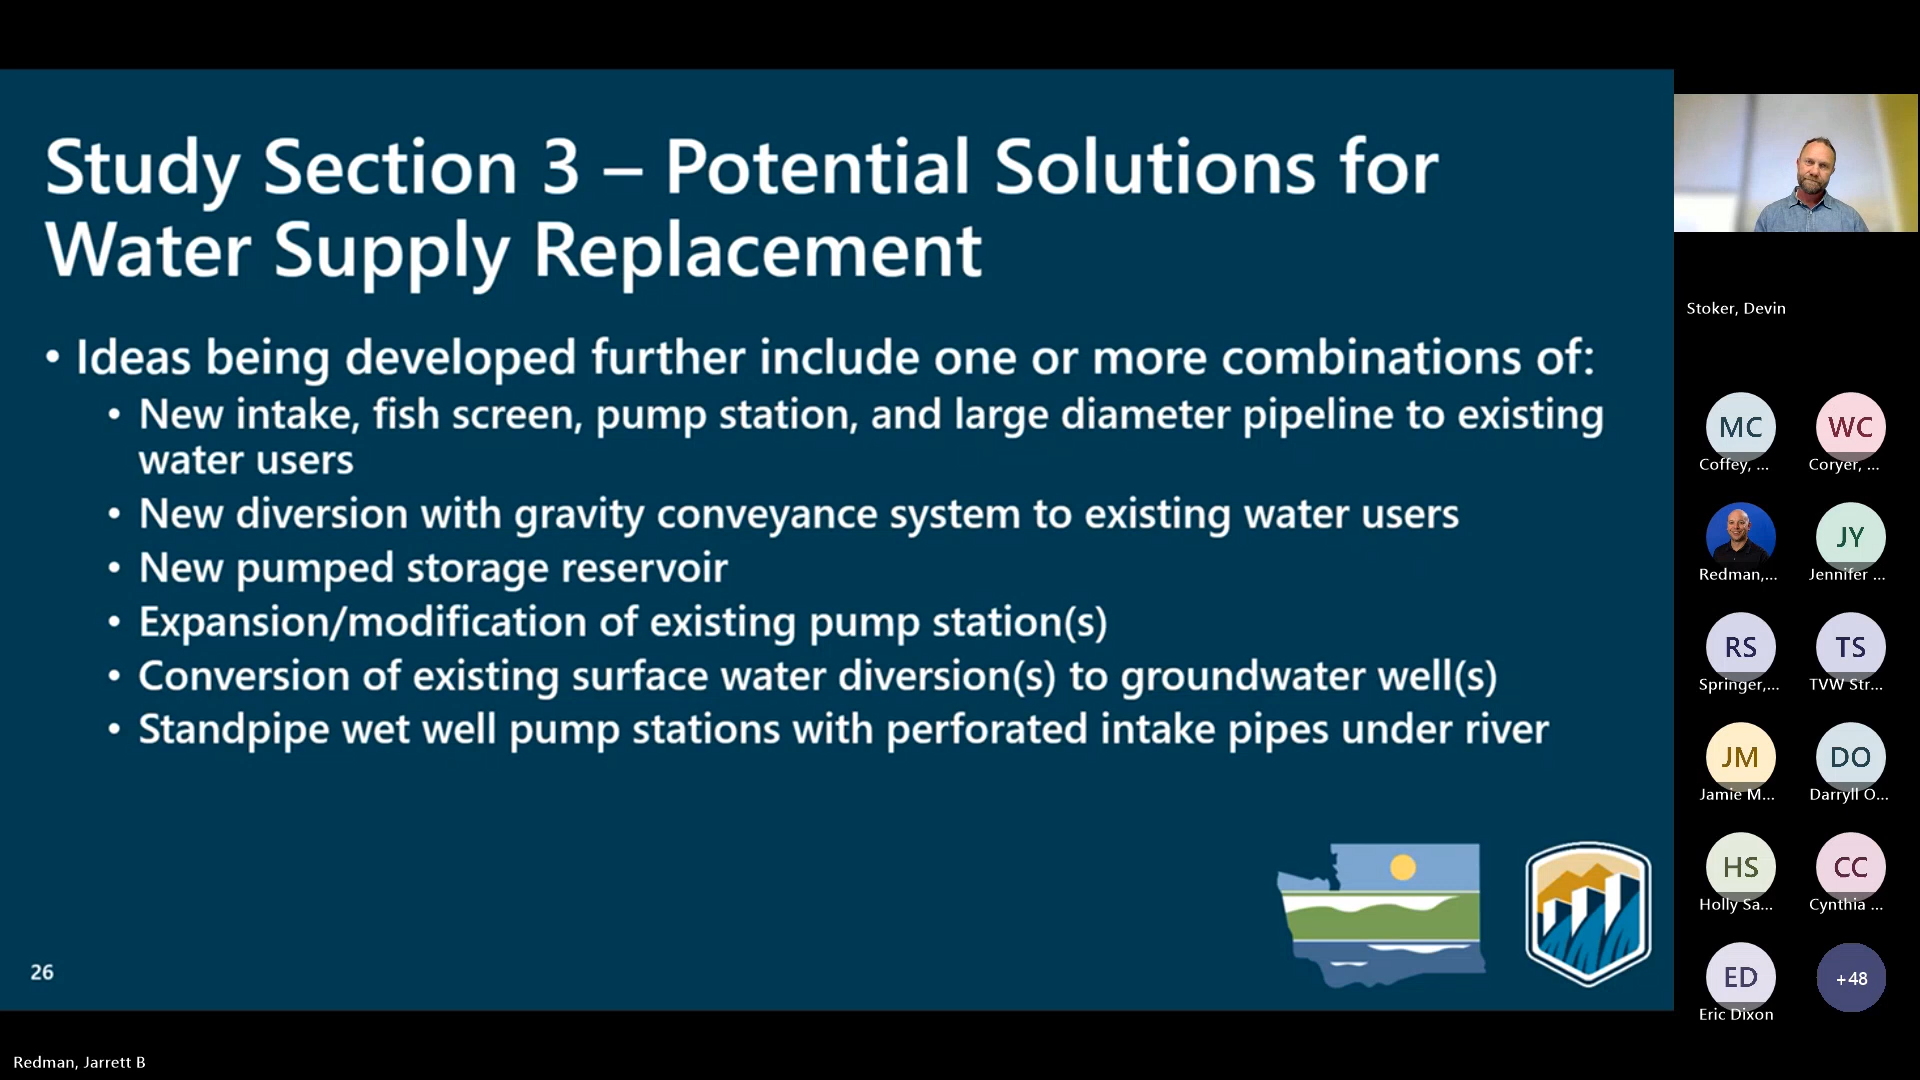 Study Section 3 – Potential Solutions for
Water Supply Replacement
• Ideas being developed further include one or more combinations of:
• New intake, fish screen, pump station, and large diameter pipeline to existing
water users
• New diversion with gravity conveyance system to existing water users
• New pumped storage reservoir
• Expansion/modification of existing pump station(s)
• Conversion of existing surface water diversion(s) to groundwater well(s)
• Standpipe wet well pump stations with perforated intake pipes under river
26
Redman, Jarrett B
Stoker, Devin
MC
Coffey, ...
WC
Coryer, ...
Redman,...
JY
Jennifer ...
RS
Springer,...
TS
TVW Str...
JM
Jamie M...
DO
Darryll O...
HS
Holly Sa...
CC
Cynthia ...
ED
Eric Dixon
+48